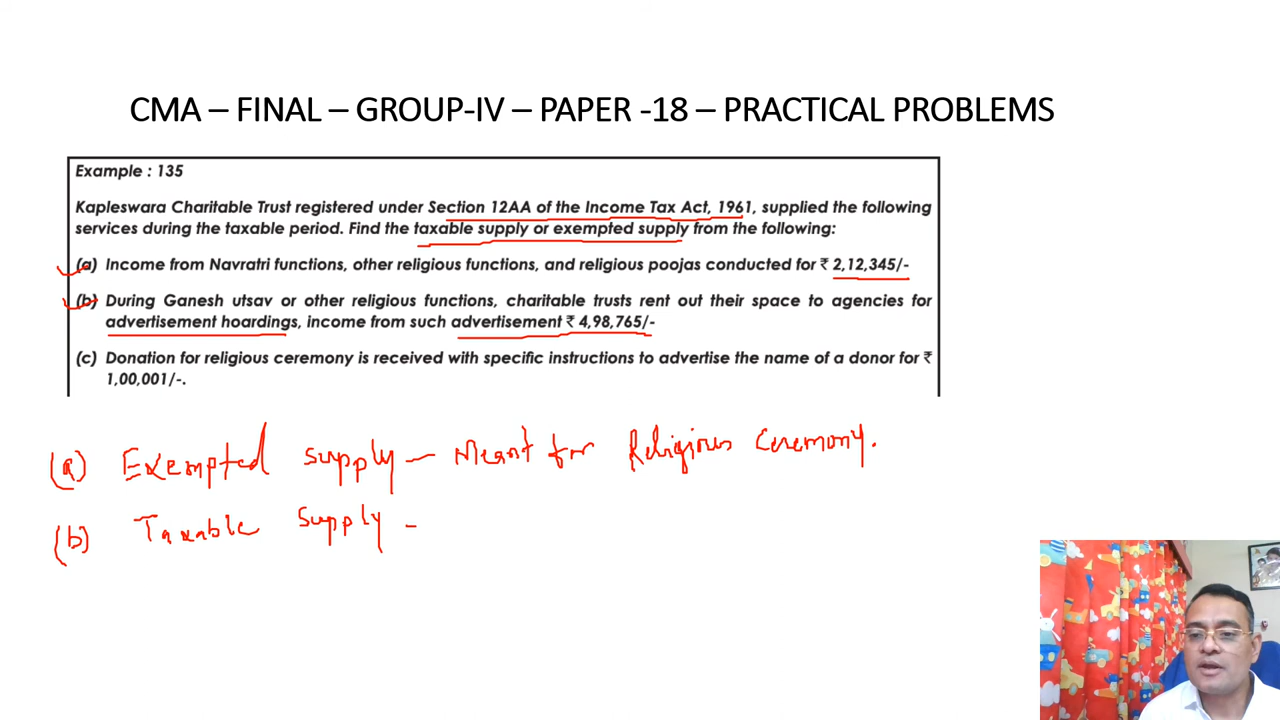 CMA – FINAL – GROUP-IV – PAPER -18 – PRACTICAL PROBLEMS
Example : 135
Kapleswara Charitable Trust registered under Section 12AA of the Income Tax Act, 1961, supplied the following
services during the taxable period. Find the taxable supply or exempted supply from the following:
(a) Income from Navratri functions, other religious functions, and religious poojas conducted for ₹ 2,12,345/-
(b) During Ganesh utsav or other religious functions, charitable trusts rent out their space to agencies for
advertisement hoardings, income from such advertisement ₹ 4,98,765/-
(c) Donation for religious ceremony is received with specific instructions to advertise the name of a donor for ₹
1,00,001/-.
(a) Exempted supply – Meant for Religious Ceremony.
(b) Taxable Supply -